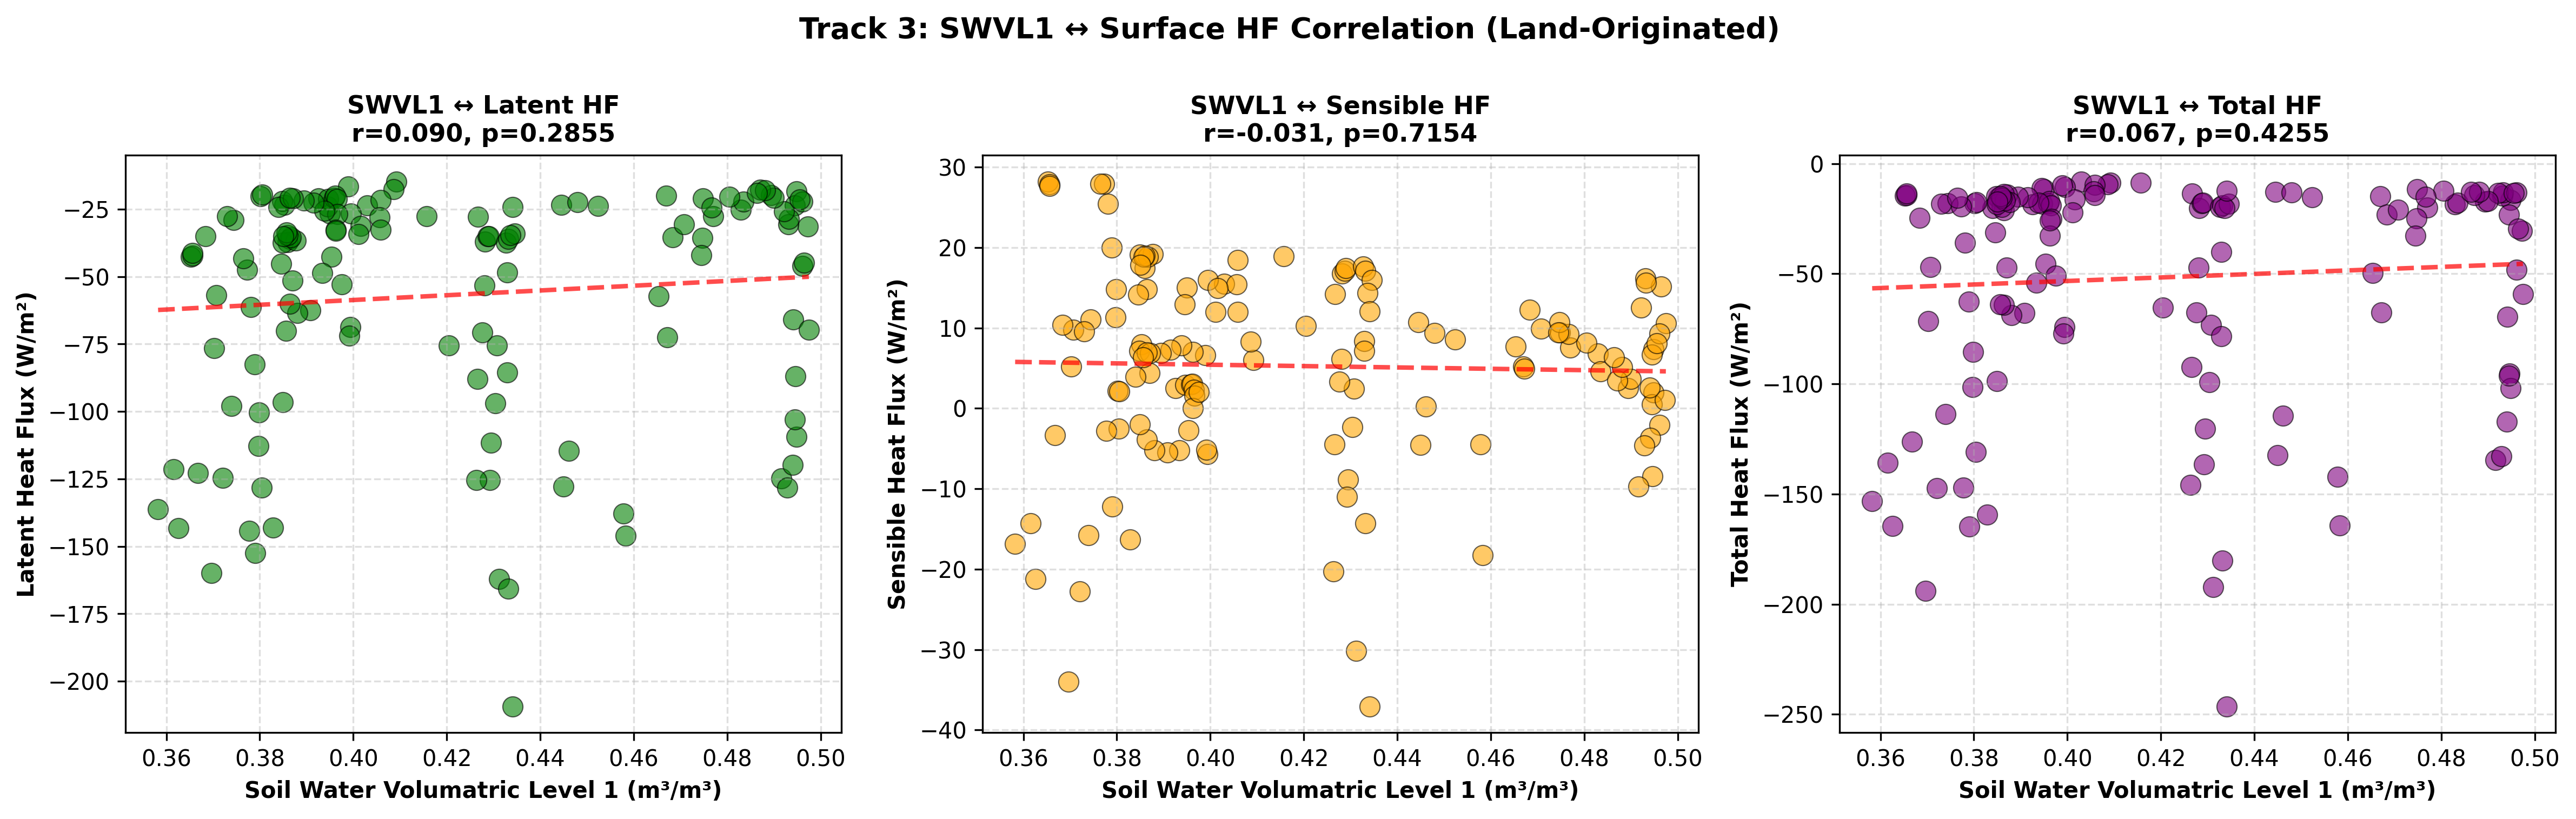 Track 3: SWVL1 ↔ Surface HF Correlation (Land-Originated)
SWVL1 ↔ Latent HF
r=0.090, p=0.2855
Latent Heat Flux (W/m²)
−25
−50
−75
−100
−125
−150
−175
−200
0.36 0.38 0.40 0.42 0.44 0.46 0.48 0.50
Soil Water Volumatric Level 1 (m³/m³)
SWVL1 ↔ Sensible HF
r=-0.031, p=0.7154
Sensible Heat Flux (W/m²)
30
20
10
0
−10
−20
−30
−40
0.36 0.38 0.40 0.42 0.44 0.46 0.48 0.50
Soil Water Volumatric Level 1 (m³/m³)
SWVL1 ↔ Total HF
r=0.067, p=0.4255
Total Heat Flux (W/m²)
0
−50
−100
−150
−200
−250
0.36 0.38 0.40 0.42 0.44 0.46 0.48 0.50
Soil Water Volumatric Level 1 (m³/m³)